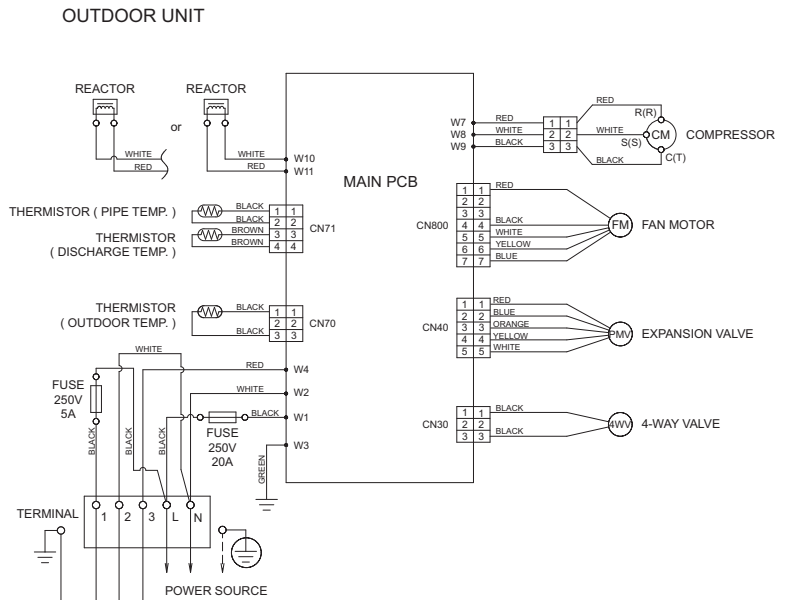 OUTDOOR UNIT
REACTOR
REACTOR
or
WHITE
RED
WHITE
RED
W10
W11
MAIN PCB
W7
W8
W9
RED
WHITE
BLACK
1 1
2 2
3 3
RED
WHITE
BLACK
R(R)
S(S)
C(T)
CM
COMPRESSOR
THERMISTOR ( PIPE TEMP. )
THERMISTOR
( DISCHARGE TEMP. )
BLACK
BLACK
BROWN
BROWN
1 1
2 2
3 3
4 4
CN71
CN800
1 1
2 2
3 3
4 4
5 5
6 6
7 7
RED
BLACK
WHITE
YELLOW
BLUE
FM
FAN MOTOR
THERMISTOR
( OUTDOOR TEMP. )
BLACK
BLACK
1 1
2 2
3 3
CN70
CN40
1 1
2 2
3 3
4 4
5 5
RED
BLUE
ORANGE
YELLOW
WHITE
PMV
EXPANSION VALVE
WHITE
RED
W4
WHITE
W2
BLACK
W1
W3
FUSE
250V
5A
FUSE
250V
20A
BLACK
BLACK
BLACK
GREEN
CN30
1 1
2 2
3 3
BLACK
BLACK
4WV
4-WAY VALVE
TERMINAL
1 2 3 L N
POWER SOURCE